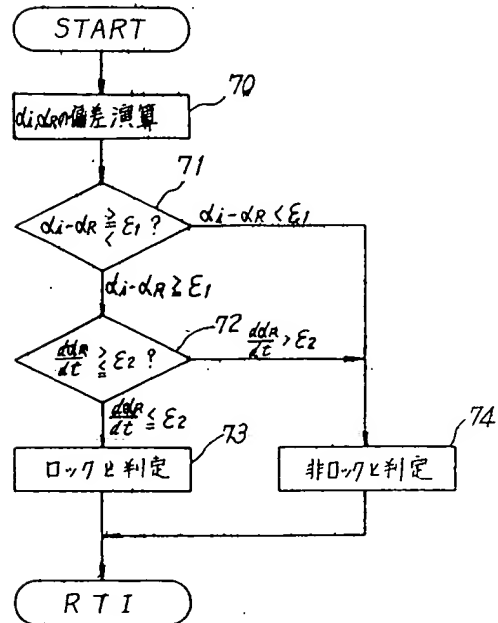 START
70
αi,αRの偏差演算
71
αi-αR ≧< ε1 ?
αi-αR < ε1
αi-αR ≧ ε1
72
dαR/dt >≦ ε2 ?
dαR/dt > ε2
dαR/dt ≦ ε2
73
74
ロックと判定
非ロックと判定
RTI